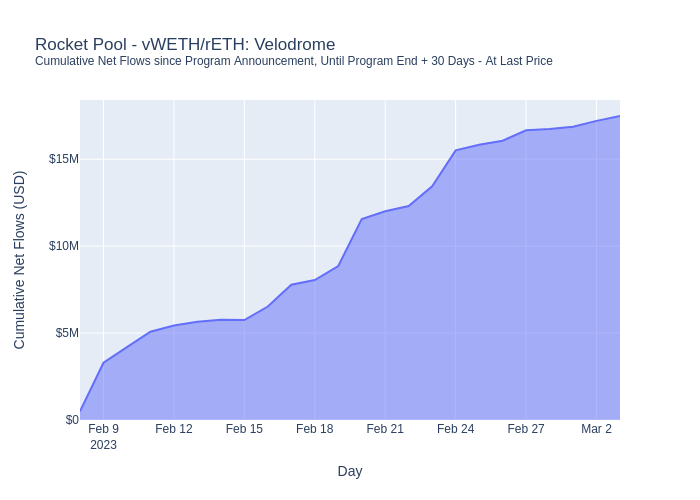 Rocket Pool - vWETH/rETH: Velodrome
Cumulative Net Flows since Program Announcement, Until Program End + 30 Days - At Last Price
Cumulative Net Flows (USD)
$15M
$10M
$5M
$0
Feb 9
2023
Feb 12
Feb 15
Feb 18
Feb 21
Feb 24
Feb 27
Mar 2
Day